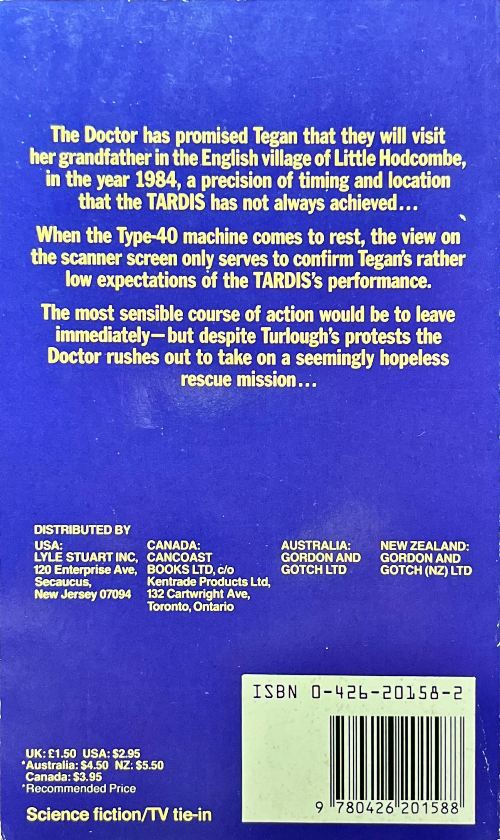 The Doctor has promised Tegan that they will visit
her grandfather in the English village of Little Hodcombe,
in the year 1984, a precision of timing and location
that the TARDIS has not always achieved...
When the Type-40 machine comes to rest, the view on
the scanner screen only serves to confirm Tegan's rather
low expectations of the TARDIS's performance.
The most sensible course of action would be to leave
immediately—but despite Turlough's protests the
Doctor rushes out to take on a seemingly hopeless
rescue mission...
DISTRIBUTED BY
USA:
LYLE STUART INC,
120 Enterprise Ave,
Secaucus,
New Jersey 07094
CANADA:
CANCOAST
BOOKS LTD, c/o
Kentrade Products Ltd,
132 Cartwright Ave,
Toronto, Ontario
AUSTRALIA:
GORDON AND
GOTCH LTD
NEW ZEALAND:
GORDON AND
GOTCH (NZ) LTD
ISBN 0-426-20158-2
9 780426 201588
UK: £1.50 USA: $2.95
*Australia: $4.50 NZ: $5.50
Canada: $3.95
*Recommended Price
Science fiction/TV tie-in